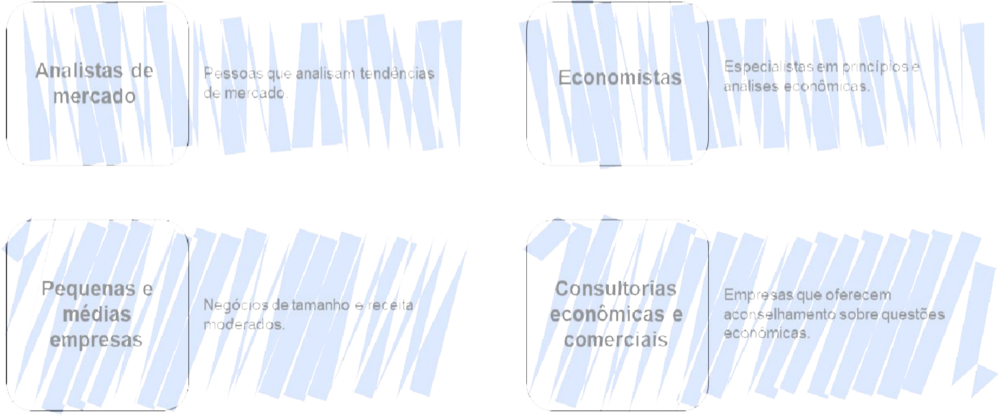 Analistas de
mercado
Pessoas que analisam tendências
de mercado.
Economistas
Especialistas em princípios e
análises econômicas.
Pequenas e
médias
empresas
Negócios de tamanho e receita
moderados.
Consultorias
econômicas e
comerciais
Empresas que oferecem
aconselhamento sobre questões
econômicas.